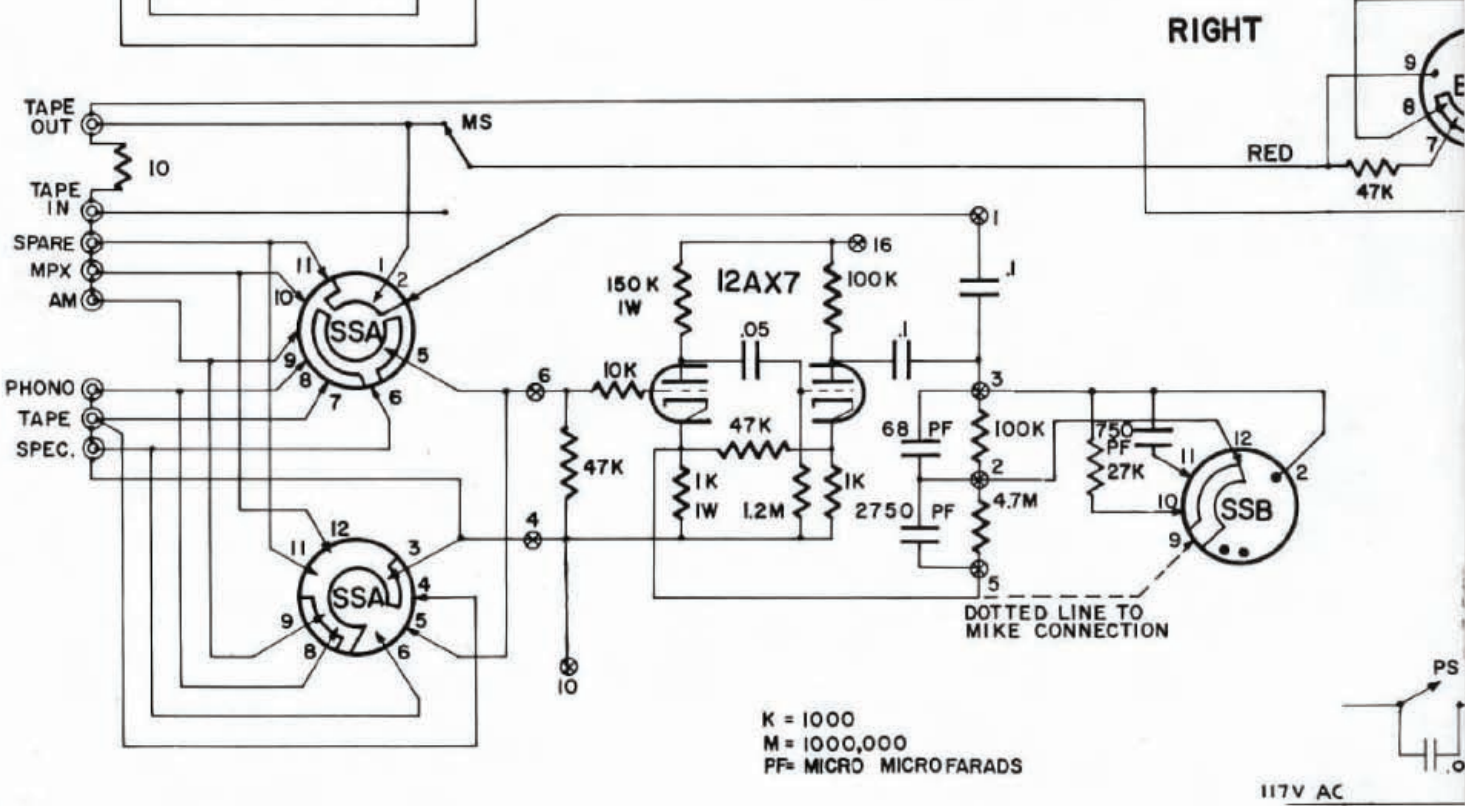 RIGHT
TAPE
OUT
MS
10
TAPE
IN
SPARE
MPX
AM
PHONO
TAPE
SPEC.
9
8
7
RED
47K
11
1
2
10
SSA
5
9
8
7
6
12
11
3
SSA
4
5
9
8
6
6
4
10
10K
47K
150K
1W
12AX7
16
100K
.05
.1
.1
1
47K
1K
1W
1.2M
1K
68 PF
2750 PF
3
100K
2
4.7M
5
750
PF
27K
11
12
2
10
SSB
9
DOTTED LINE TO
MIKE CONNECTION
K = 1000
M = 1000,000
PF= MICRO MICROFARADS
PS
117V AC